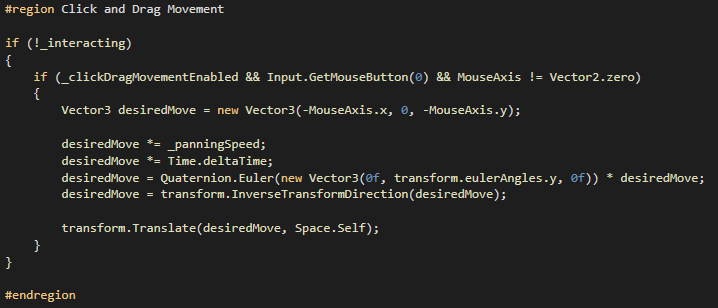 #region Click and Drag Movement
if (!_interacting)
{
if (_clickDragMovementEnabled && Input.GetMouseButton(0) && MouseAxis != Vector2.zero)
{
Vector3 desiredMove = new Vector3(-MouseAxis.x, 0, -MouseAxis.y);
desiredMove *= _panningSpeed;
desiredMove *= Time.deltaTime;
desiredMove = Quaternion.Euler(new Vector3(0f, transform.eulerAngles.y, 0f)) * desiredMove;
desiredMove = transform.InverseTransformDirection(desiredMove);
transform.Translate(desiredMove, Space.Self);
}
}
#endregion